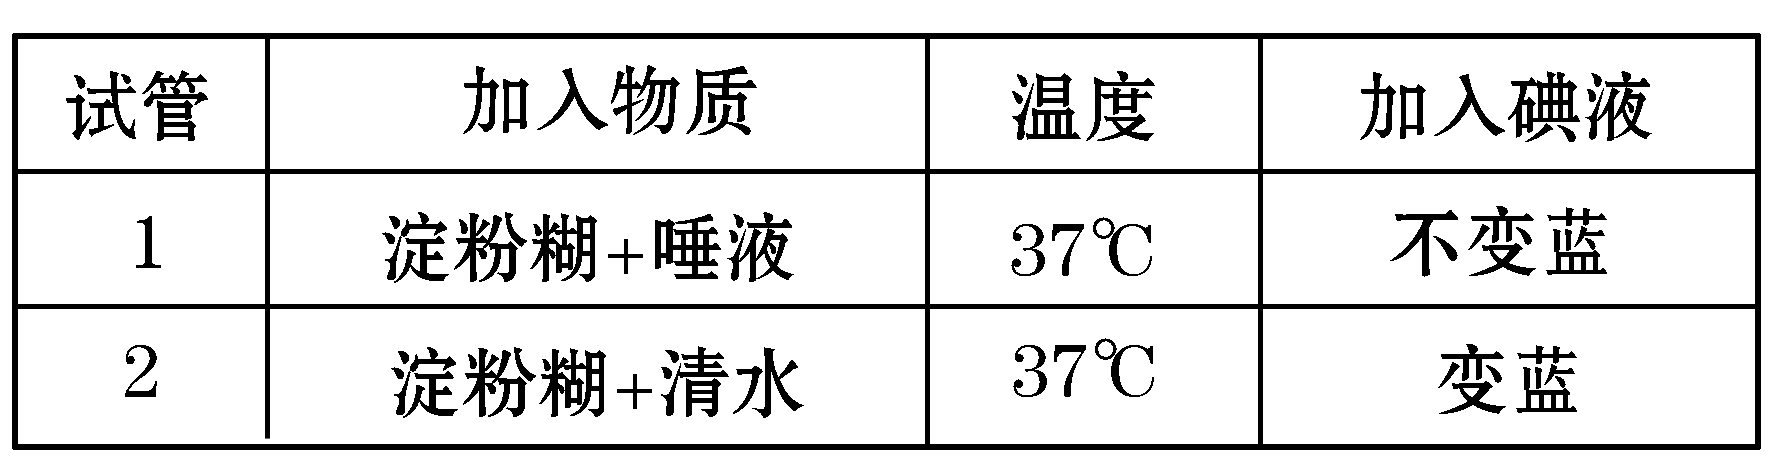 试管 加入物质 温度 加入碘液
1 淀粉糊+唾液 37℃ 不变蓝
2 淀粉糊+清水 37℃ 变蓝